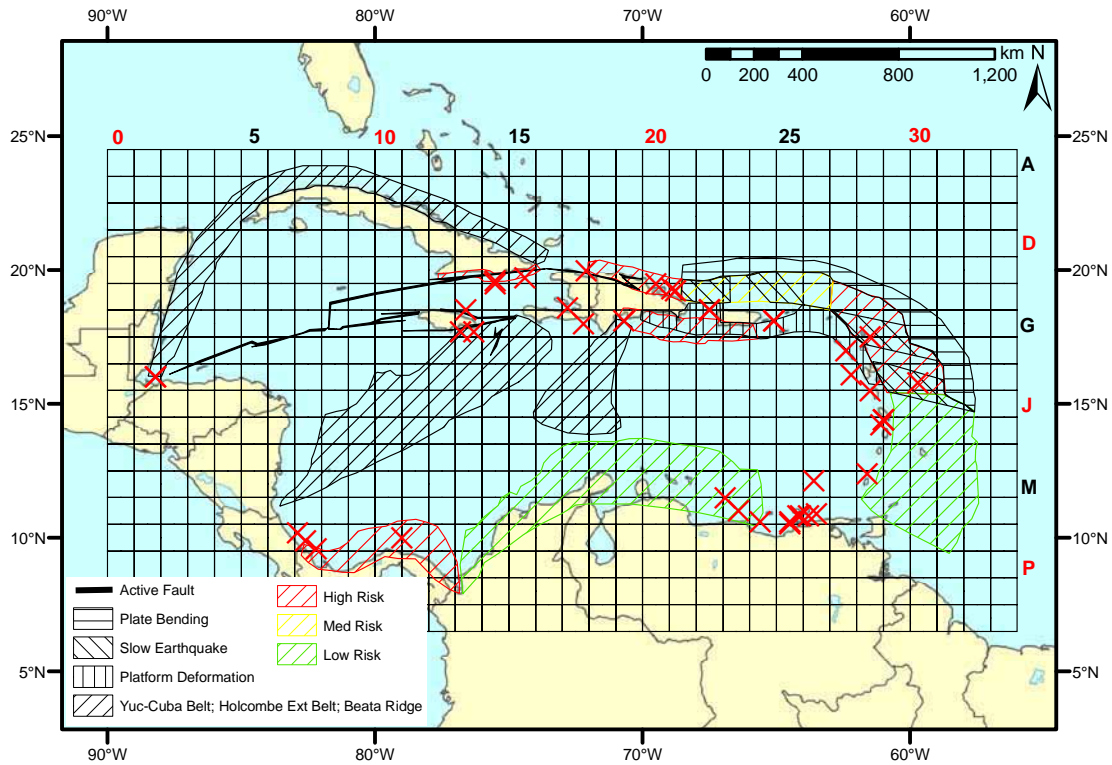 90°W 80°W 70°W 60°W
km N
0 200 400 800 1,200
25°N 0 5 10 15 20 25 30 25°N
A
D
20°N 20°N
G
15°N J 15°N
M
10°N 10°N
P
Active Fault
High Risk
Plate Bending
Med Risk
Slow Earthquake
Low Risk
5°N 5°N
Platform Deformation
Yuc-Cuba Belt; Holcombe Ext Belt; Beata Ridge
90°W 80°W 70°W 60°W